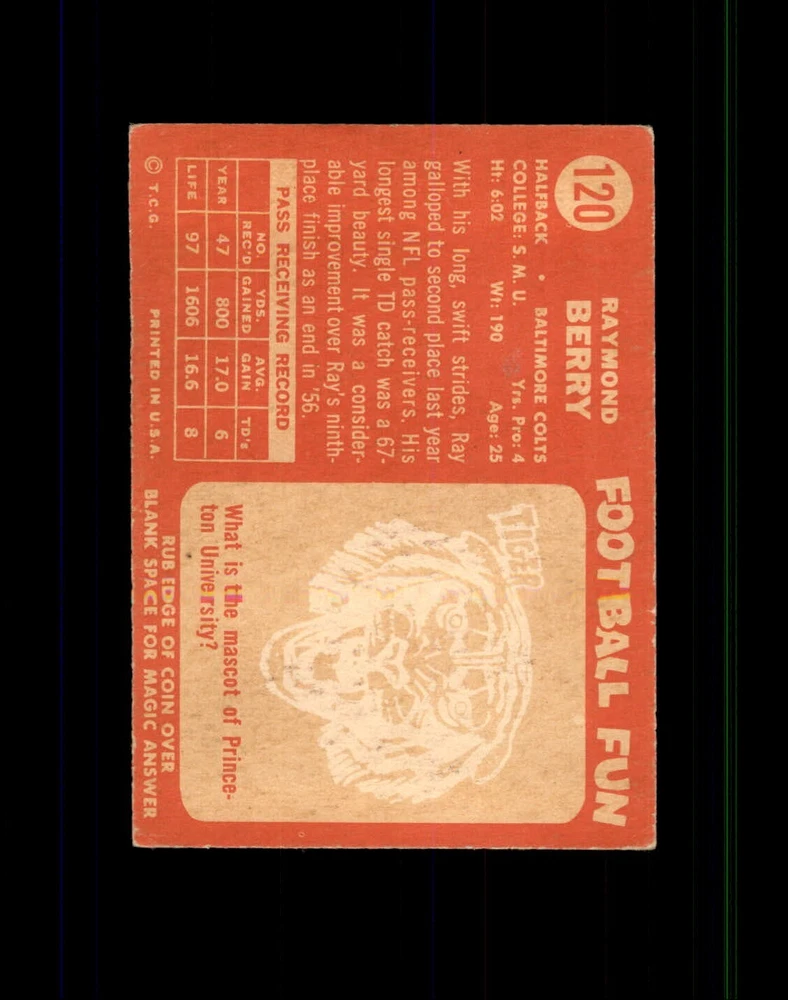 120
RAYMOND
BERRY
HALFBACK • BALTIMORE COLTS
COLLEGE: S. M. U. Yrs. Pro: 4
Ht: 6:02 Wt: 190 Age: 25
With his long, swift strides, Ray
galloped to second place last year
among NFL pass-receivers. His
longest single TD catch was a 67-
yard beauty. It was a consider-
able improvement over Ray's ninth-
place finish as an end in '56.
PASS RECEIVING RECORD
NO. REC'D YDS. GAINED AVG. GAIN TD's
YEAR 47 800 17.0 6
LIFE 97 1606 16.6 8
© T.C.G. PRINTED IN U.S.A.
FOOTBALL FUN
TIGER
What is the mascot of Prince-
ton University?
RUB EDGE OF COIN OVER
BLANK SPACE FOR MAGIC ANSWER